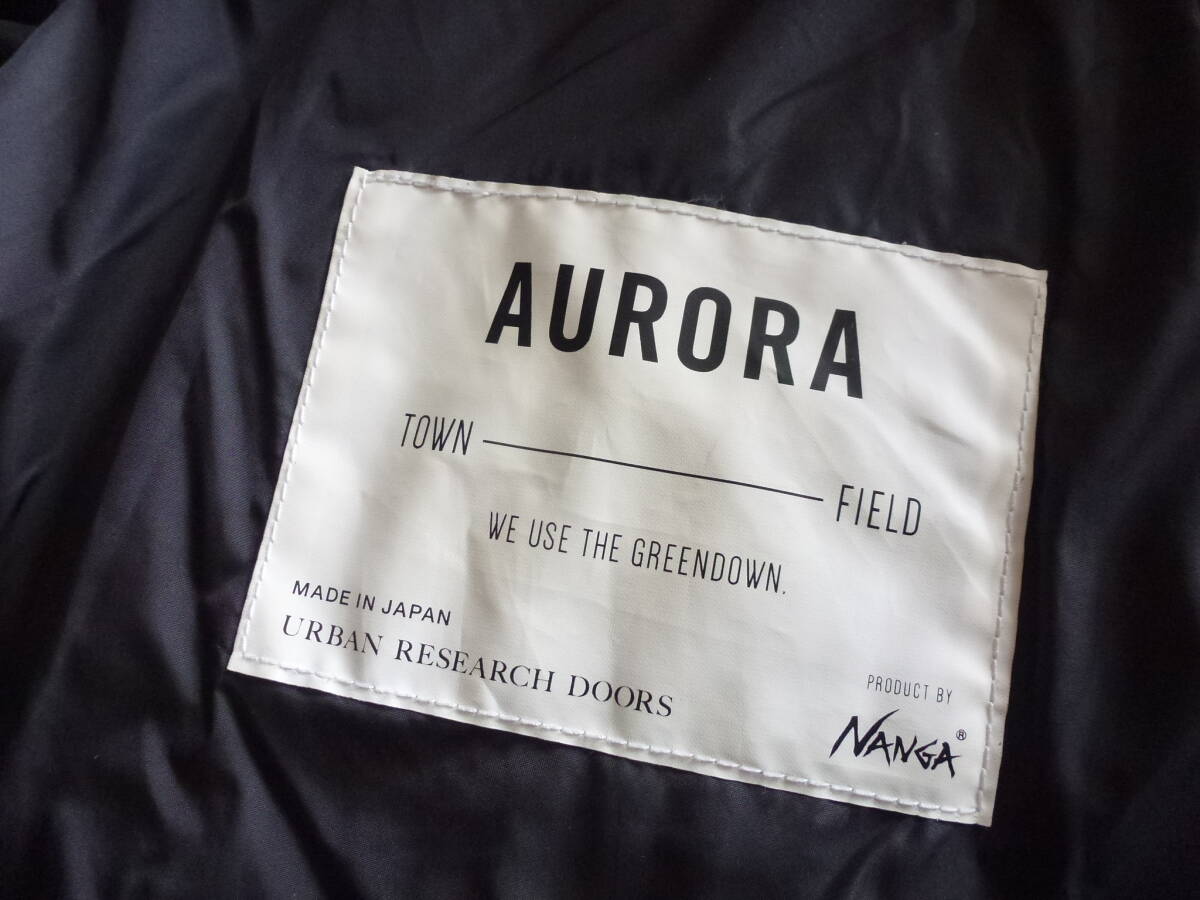 AURORA
TOWN FIELD
WE USE THE GREENDOWN.
MADE IN JAPAN
URBAN RESEARCH DOORS
PRODUCT BY
NANGA®